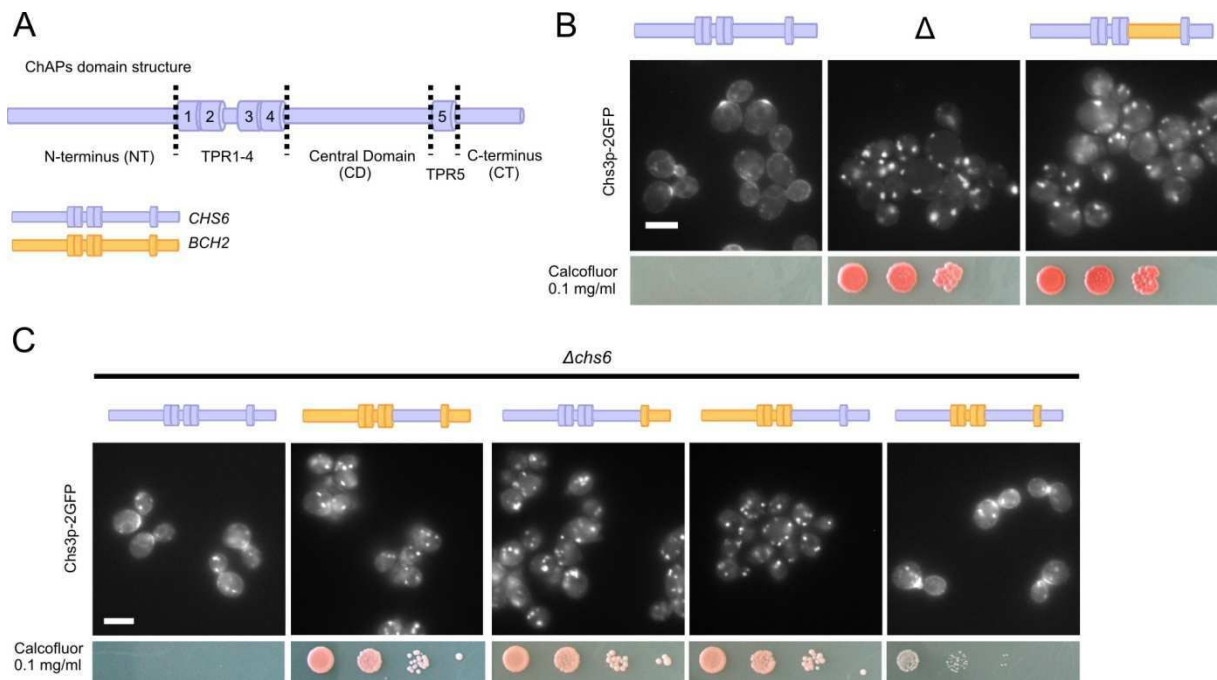 A
ChAPs domain structure
1 2 3 4 5
N-terminus (NT)
TPR1-4
Central Domain
(CD)
TPR5
C-terminus
(CT)
CHS6
BCH2
B
Δ
Chs3p-2GFP
Calcofluor
0.1 mg/ml
C
Δchs6
Chs3p-2GFP
Calcofluor
0.1 mg/ml